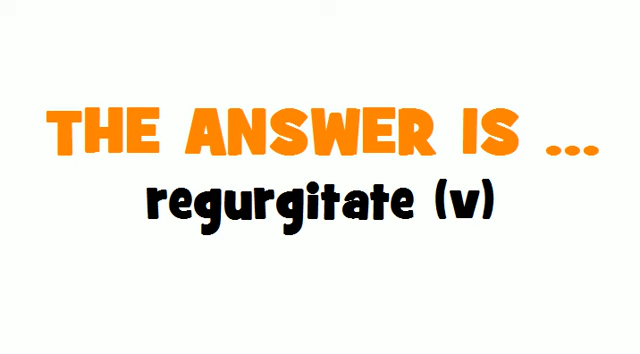 THE ANSWER IS ...
regurgitate (v)